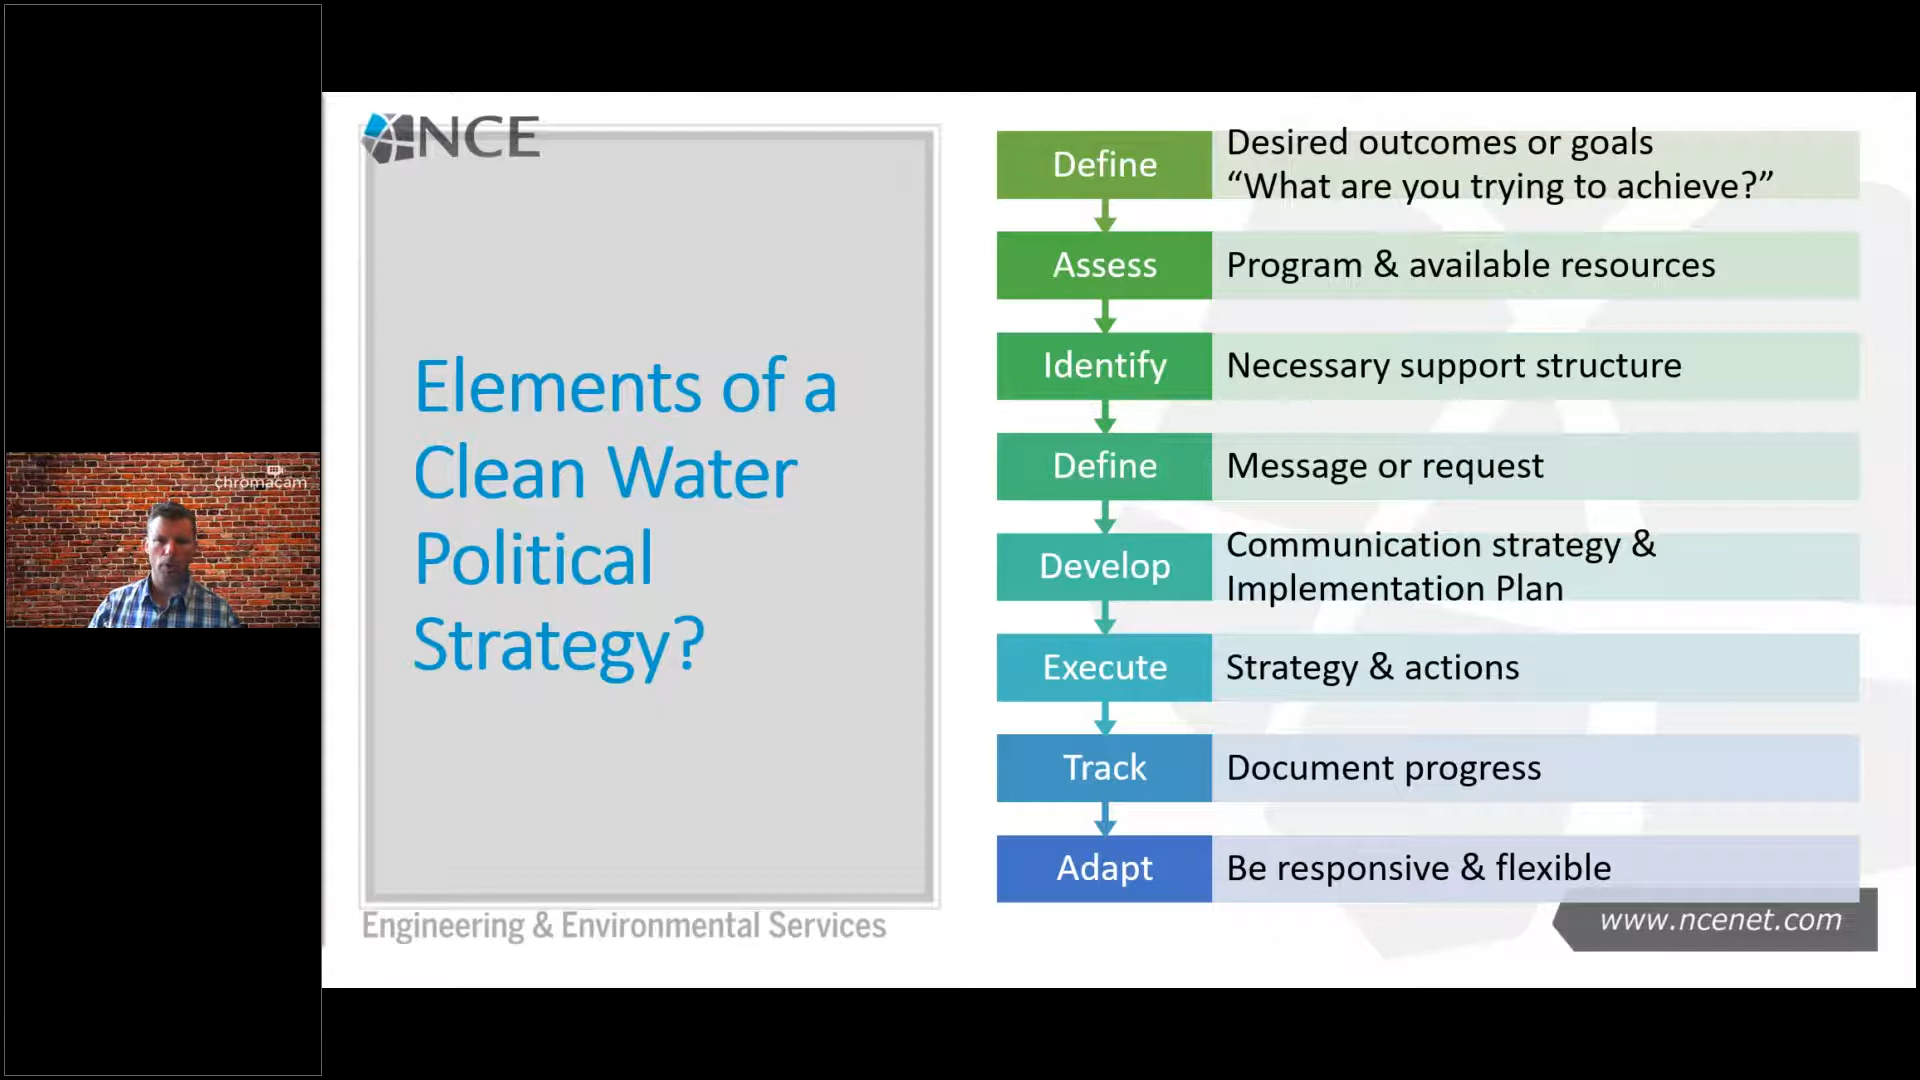 chromacam
NCE
Elements of a
Clean Water
Political
Strategy?
Engineering & Environmental Services
Define
Desired outcomes or goals
“What are you trying to achieve?”
Assess
Program & available resources
Identify
Necessary support structure
Define
Message or request
Develop
Communication strategy &
Implementation Plan
Execute
Strategy & actions
Track
Document progress
Adapt
Be responsive & flexible
www.ncenet.com